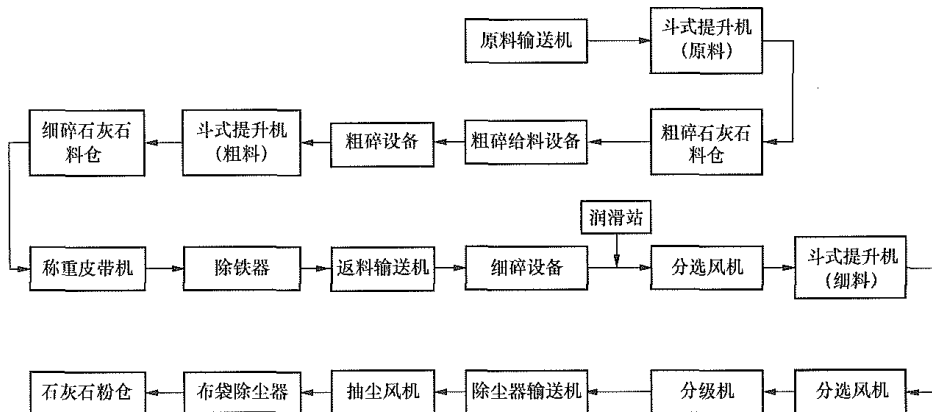 原料输送机
斗式提升机
(原料)
细碎石灰石
料仓
斗式提升机
(粗料)
粗碎设备
粗碎给料设备
粗碎石灰石
料仓
润滑站
称重皮带机
除铁器
返料输送机
细碎设备
分选风机
斗式提升机
(细料)
石灰石粉仓
布袋除尘器
抽尘风机
除尘器输送机
分级机
分选风机